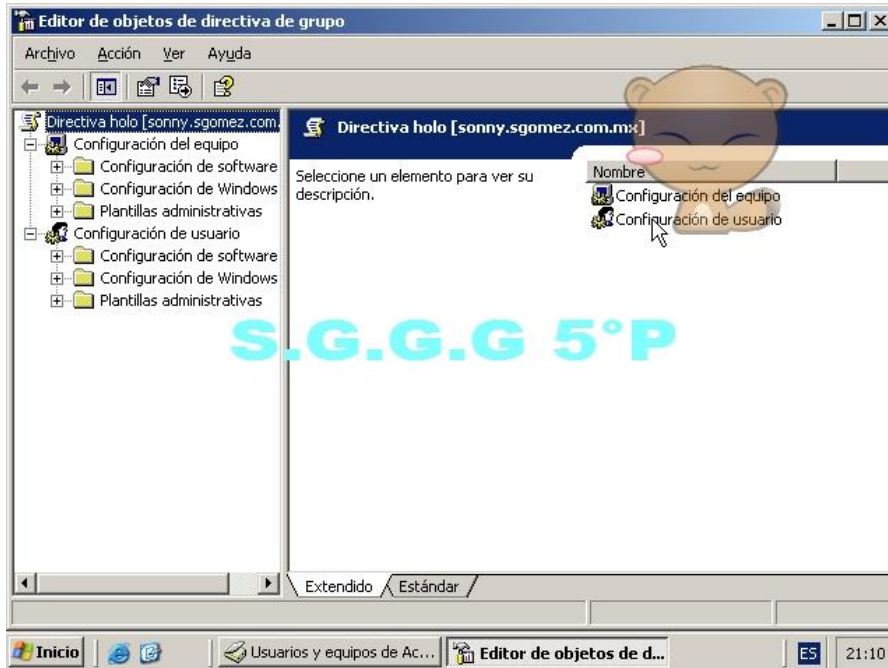 Editor de objetos de directiva de grupo
Archivo Acción Ver Ayuda
Directiva holo [sonny.sgomez.com.
Configuración del equipo
Configuración de software
Configuración de Windows
Plantillas administrativas
Configuración de usuario
Configuración de software
Configuración de Windows
Plantillas administrativas
Directiva holo [sonny.sgomez.com.mx]
Seleccione un elemento para ver su
descripción.
Nombre
Configuración del equipo
Configuración de usuario
S.G.G.G 5°P
Extendido Estándar
Inicio Usuarios y equipos de Ac... Editor de objetos de d... ES 21:10